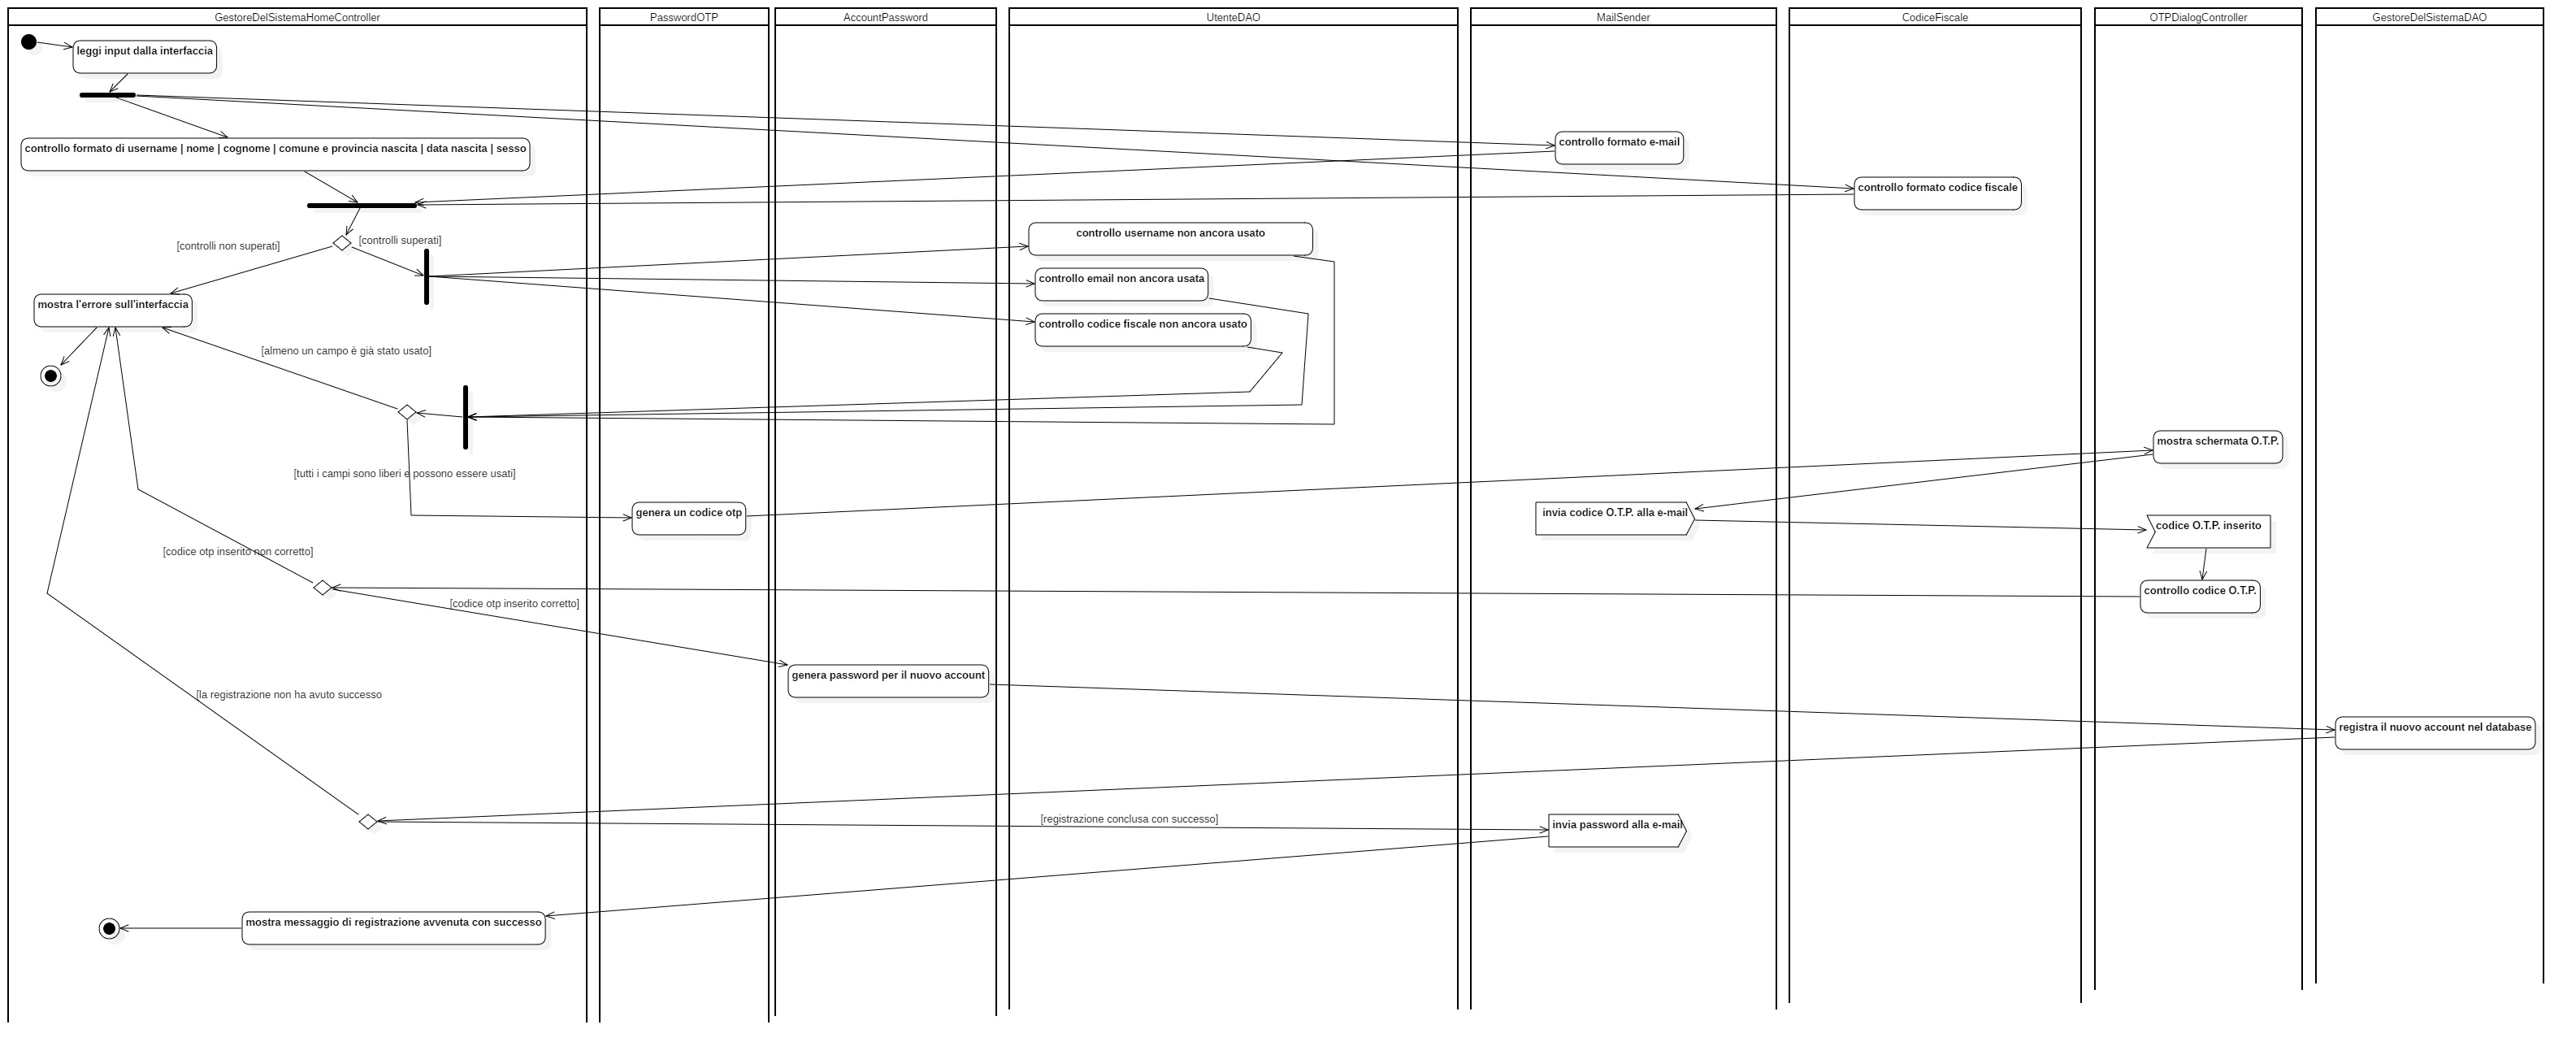 GestoreDelSistemaHomeController
PasswordOTP
AccountPassword
UtenteDAO
MailSender
CodiceFiscale
OTPDialogController
GestoreDelSistemaDAO
leggi input dalla interfaccia
controllo formato di username | nome | cognome | comune e provincia nascita | data nascita | sesso
controllo formato e-mail
controllo formato codice fiscale
controllo username non ancora usato
[controlli non superati]
[controlli superati]
controllo email non ancora usata
mostra l'errore sull'interfaccia
controllo codice fiscale non ancora usato
[almeno un campo è già stato usato]
mostra schermata O.T.P.
[tutti i campi sono liberi e possono essere usati]
genera un codice otp
invia codice O.T.P. alla e-mail
codice O.T.P. inserito
[codice otp inserito non corretto]
controllo codice O.T.P.
[codice otp inserito corretto]
genera password per il nuovo account
[la registrazione non ha avuto successo
registra il nuovo account nel database
[registrazione conclusa con successo]
invia password alla e-mail
mostra messaggio di registrazione avvenuta con successo